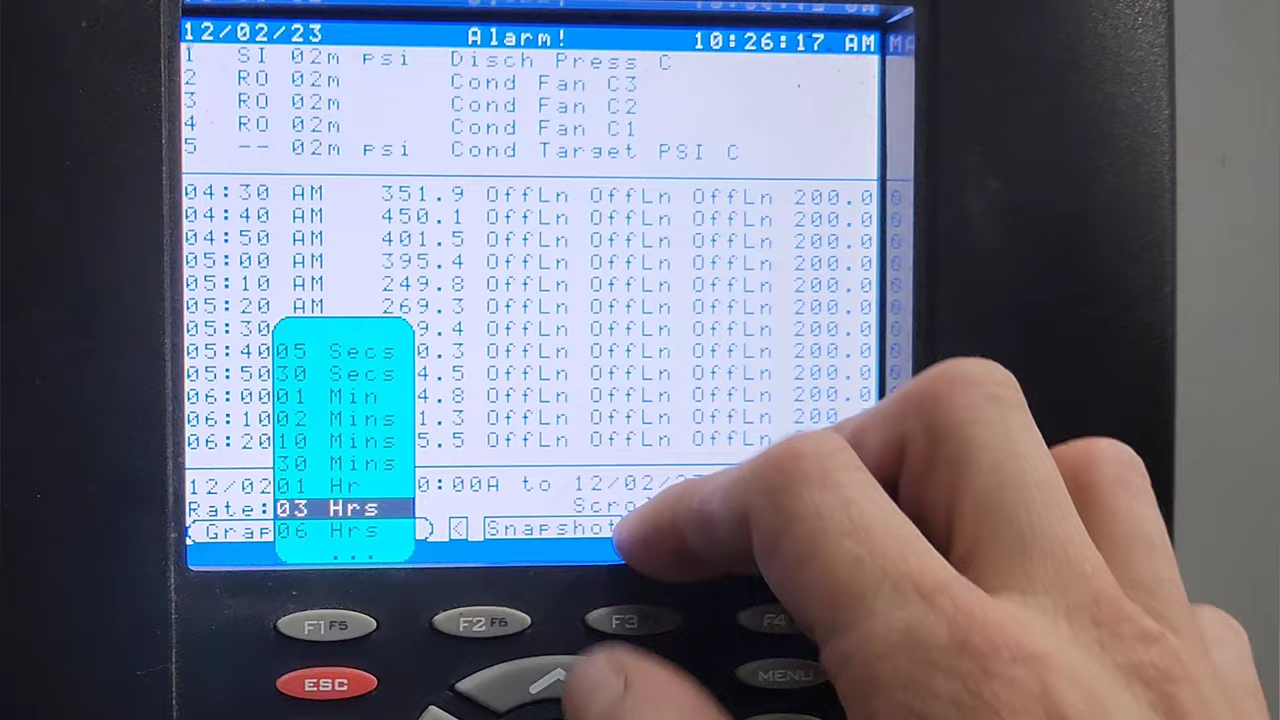 12/02/23 Alarm! 10:26:17 AM
1 SI 02m psi Disch Press C
2 RO 02m Cond Fan C3
3 RO 02m Cond Fan C2
4 RO 02m Cond Fan C1
5 -- 02m psi Cond Target PSI C
04:30 AM 351.9 OffLn OffLn OffLn 200.0
04:40 AM 450.1 OffLn OffLn OffLn 200.0
04:50 AM 401.5 OffLn OffLn OffLn 200.0
05:00 AM 395.4 OffLn OffLn OffLn 200.0
05:10 AM 249.8 OffLn OffLn OffLn 200.0
05:20 AM 269.3 OffLn OffLn OffLn 200.0
05:30 9.4 OffLn OffLn OffLn 200.0
05:40 05 Secs 0.3 OffLn OffLn OffLn 200.0
05:50 30 Secs 4.5 OffLn OffLn OffLn 200.0
06:00 01 Min 4.8 OffLn OffLn OffLn 200.0
06:10 02 Mins 1.3 OffLn OffLn OffLn 200
06:20 10 Mins 5.5 OffLn OffLn OffLn
30 Mins
12/02 01 Hr 0:00A to 12/02/
Rate: 03 Hrs
06 Hrs < Snapshot
...
F1 F5 F2 F6 F3 F4
ESC MENU